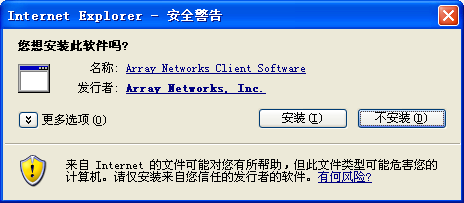 Internet Explorer - 安全警告
您想安装此软件吗?
名称: Array Networks Client Software
发行者: Array Networks, Inc.
更多选项(O)
安装(I)
不安装(D)
来自 Internet 的文件可能对您有所帮助，但此文件类型可能危害您的
计算机。请仅安装来自您信任的发行者的软件。有何风险?